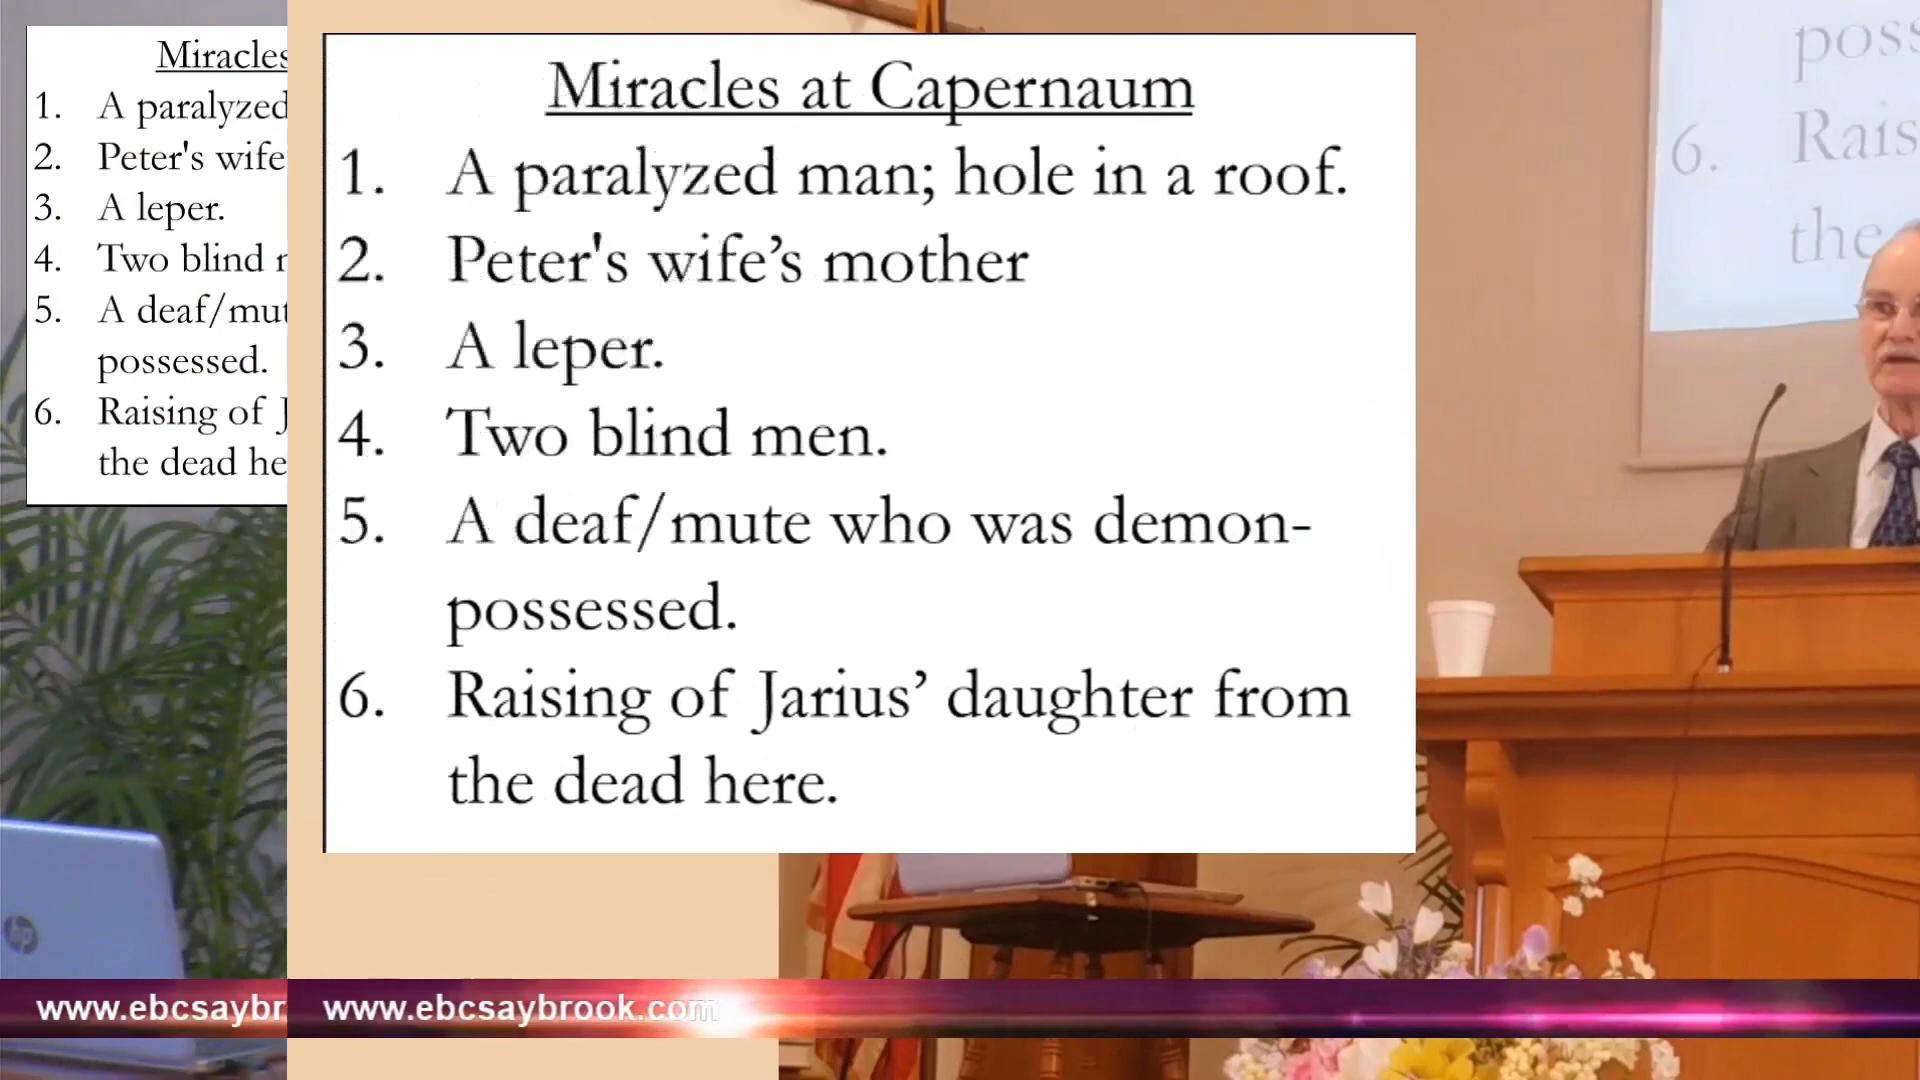 Miracles
1. A paralyzed
2. Peter's wife
3. A leper.
4. Two blind
5. A deaf/mut
possessed.
6. Raising of J
the dead he
Miracles at Capernaum
1. A paralyzed man; hole in a roof.
2. Peter's wife’s mother
3. A leper.
4. Two blind men.
5. A deaf/mute who was demon-
possessed.
6. Raising of Jarius’ daughter from
the dead here.
poss
6. Rais
the
hp
www.ebcsaybr
www.ebcsaybrook.com